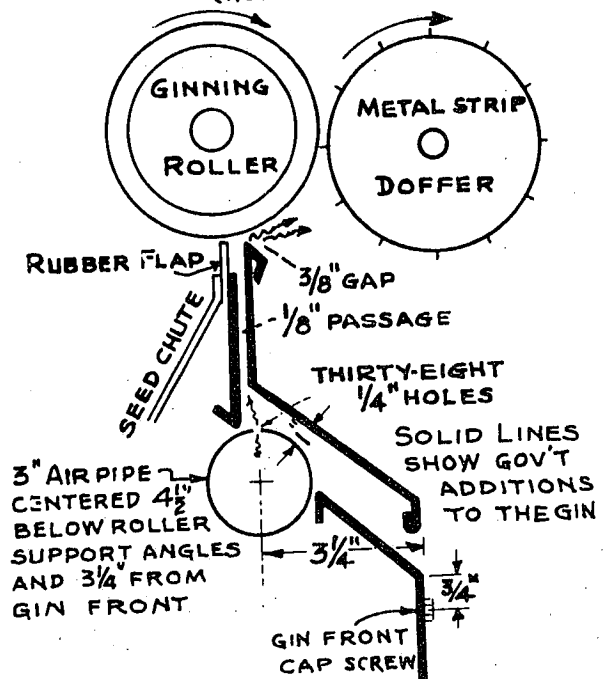 GINNING
ROLLER
METAL STRIP
DOFFER
RUBBER FLAP
3/8" GAP
1/8" PASSAGE
SEED CHUTE
THIRTY-EIGHT
1/4" HOLES
SOLID LINES
SHOW GOV'T
ADDITIONS
TO THE GIN
3" AIR PIPE
CENTERED 4 1/2"
BELOW ROLLER
SUPPORT ANGLES
AND 3 1/4" FROM
GIN FRONT
3 1/4"
3/4"
GIN FRONT
CAP SCREW